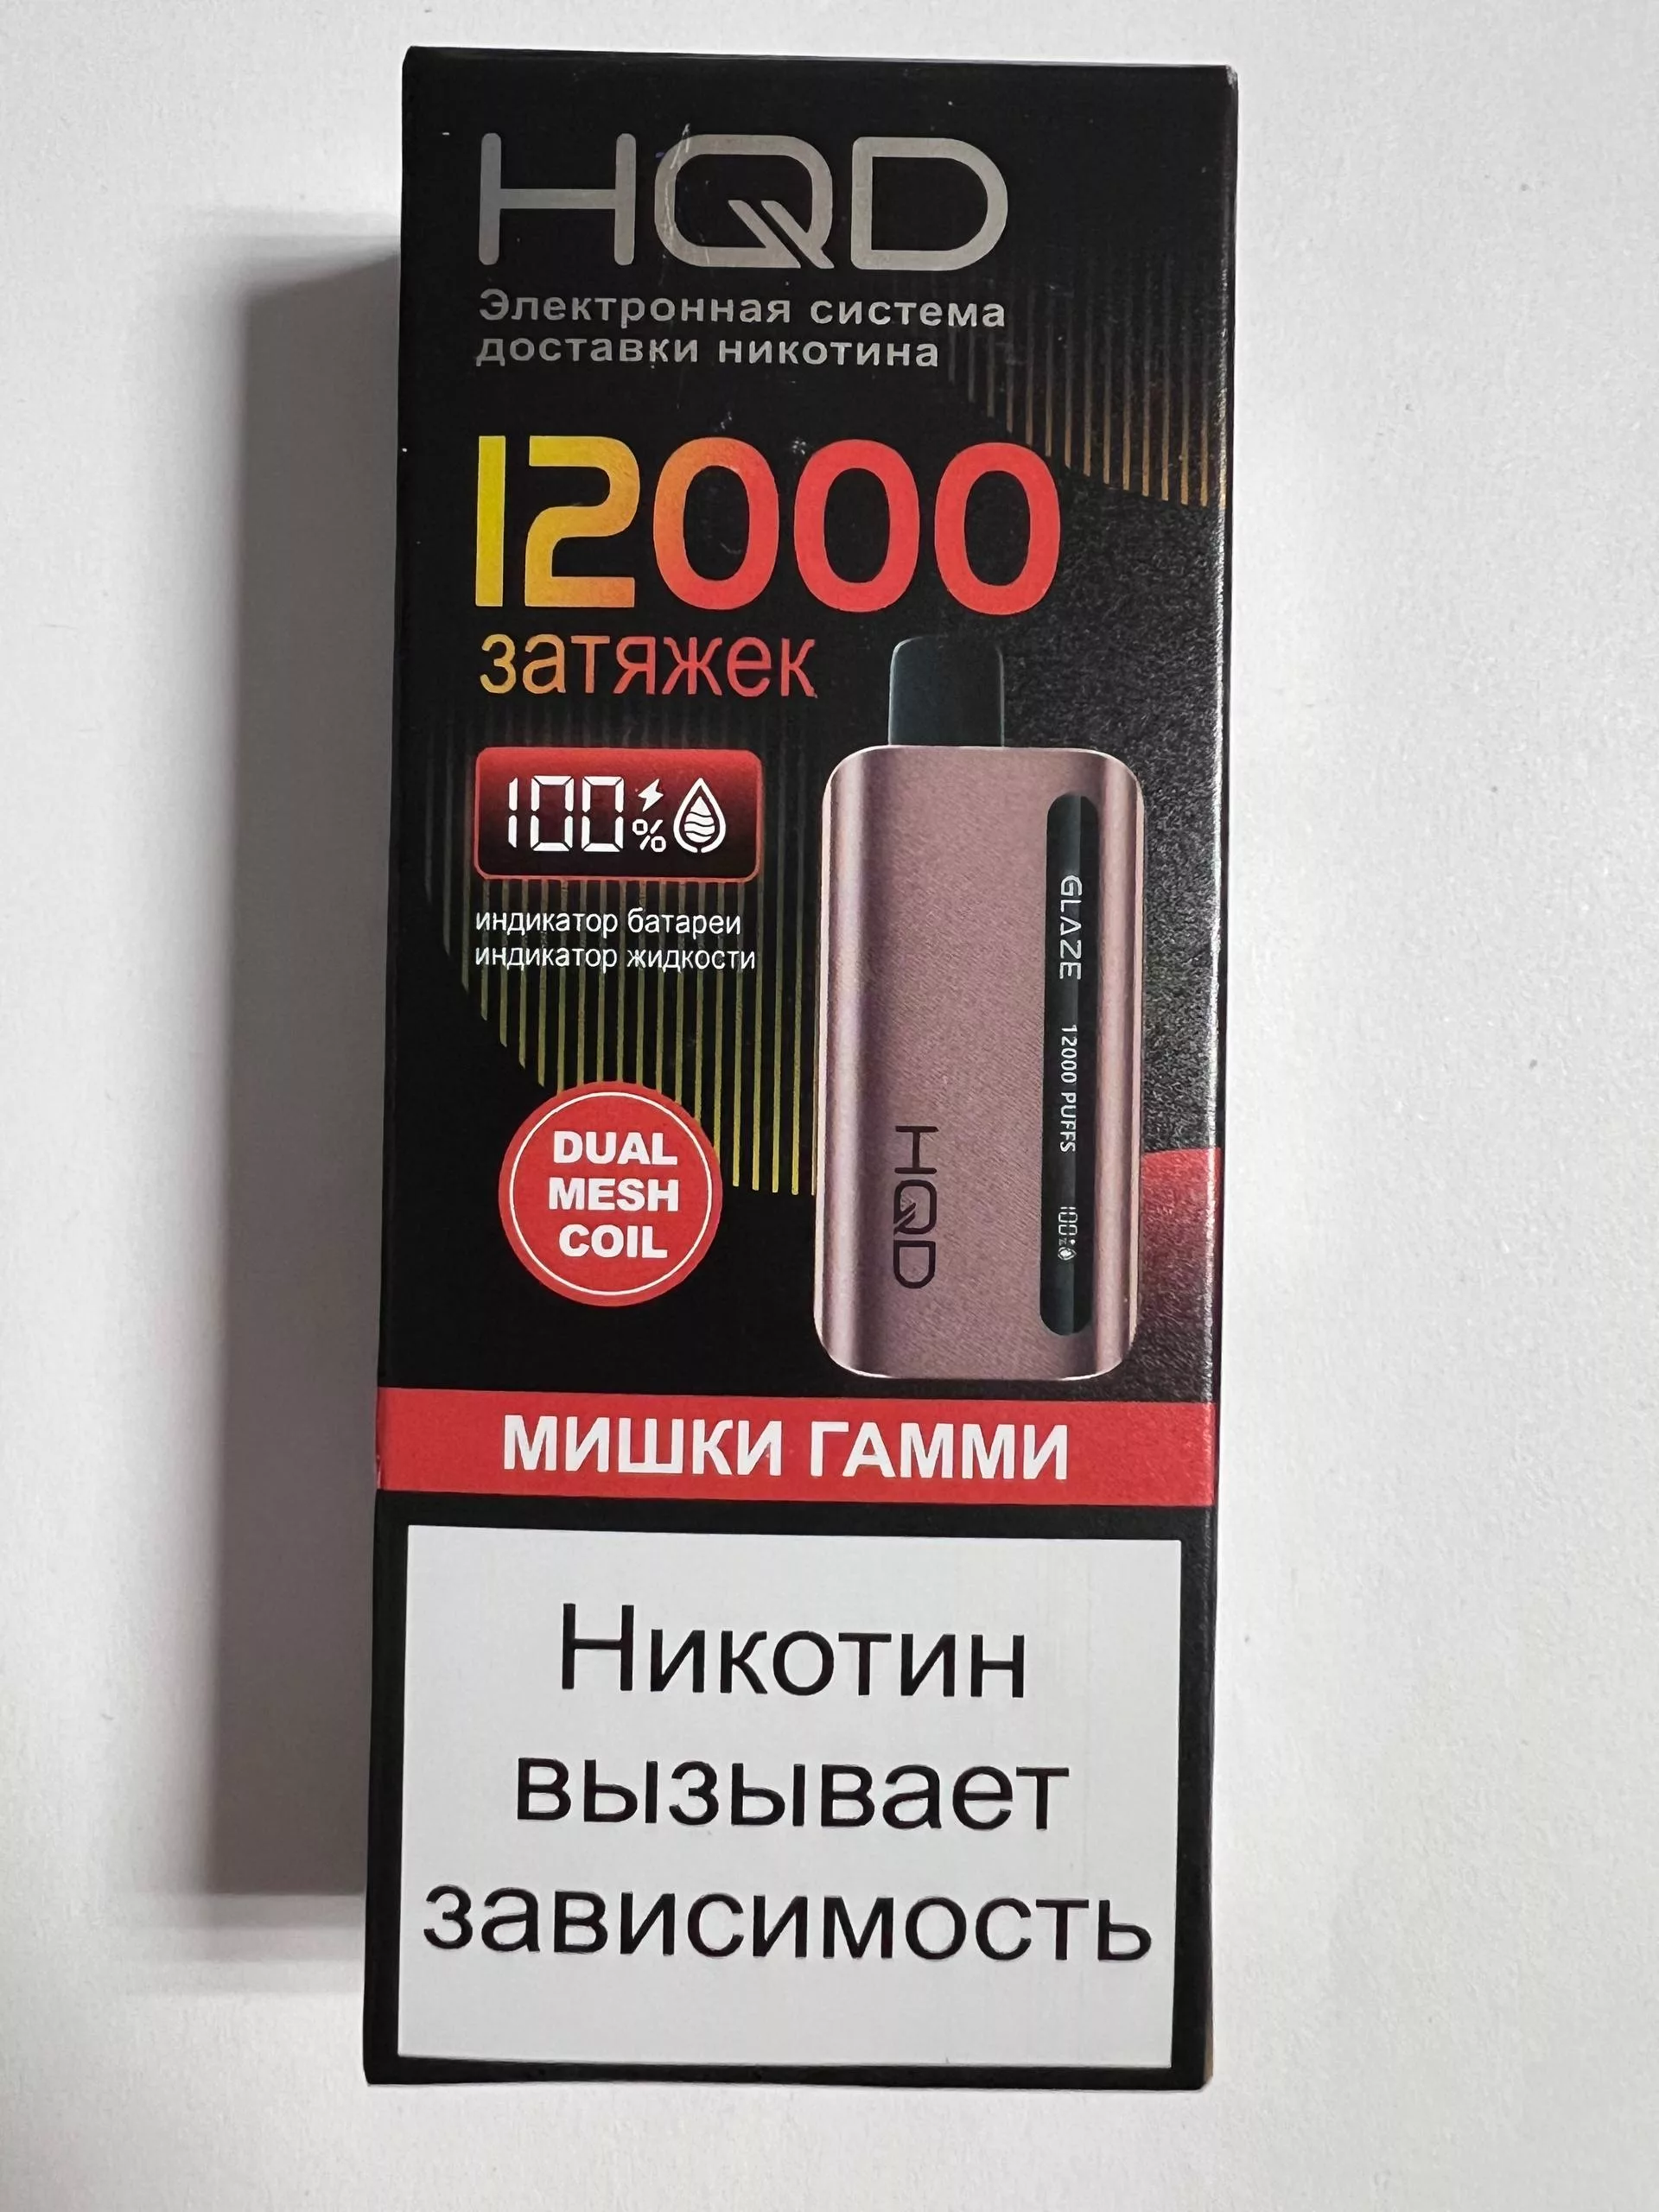 HQD
Электронная система
доставки никотина
12000
затяжек
100%
индикатор батареи
индикатор жидкости
GLAZE 12000 PUFFS 100%
HQD
DUAL
MESH
COIL
МИШКИ ГАММИ
Никотин
вызывает
зависимость